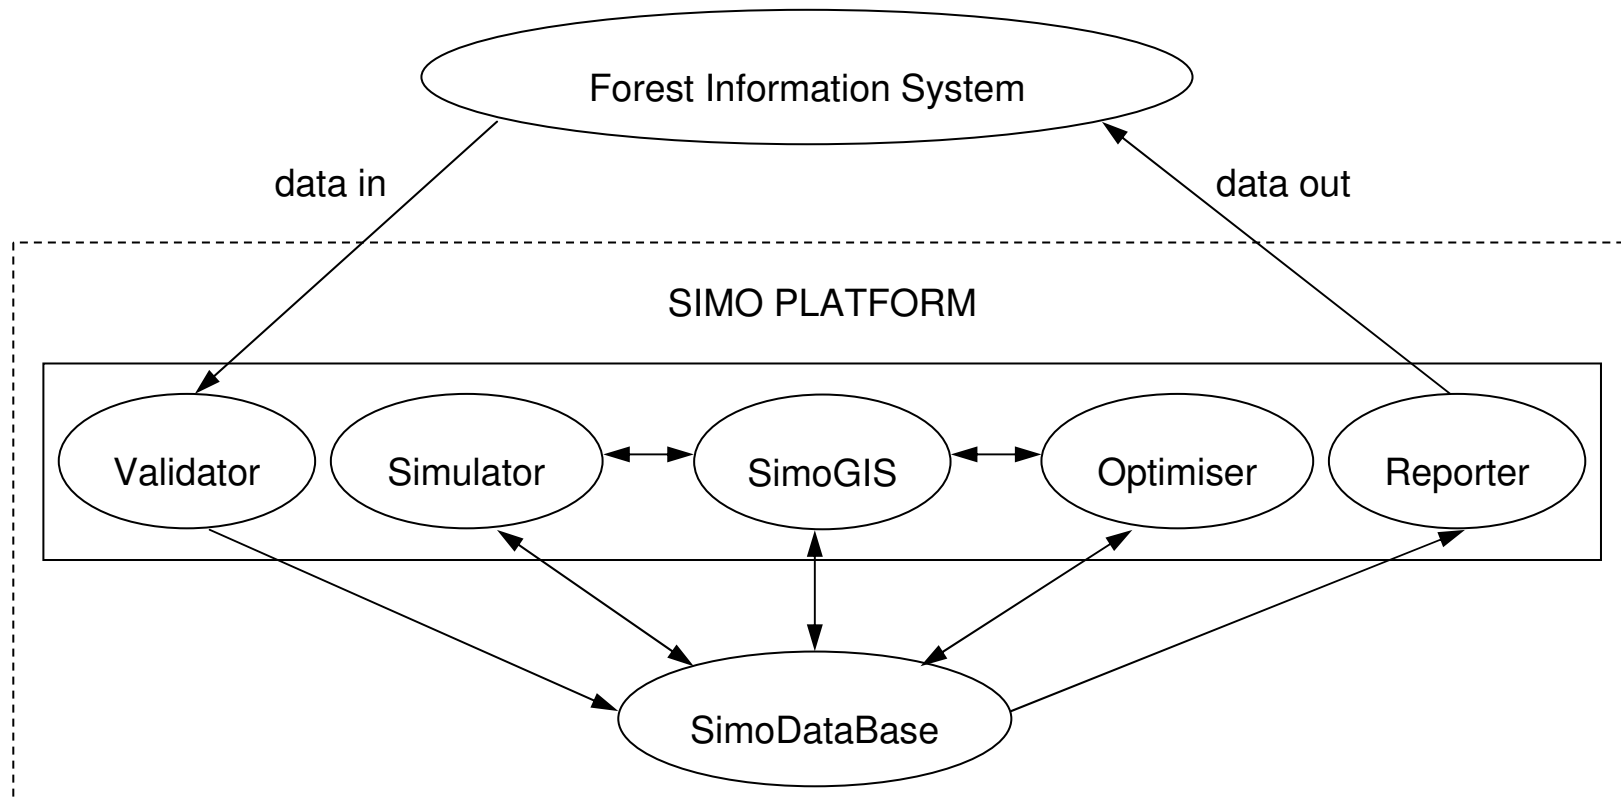 Forest Information System
data in
data out
SIMO PLATFORM
Validator
Simulator
SimoGIS
Optimiser
Reporter
SimoDataBase